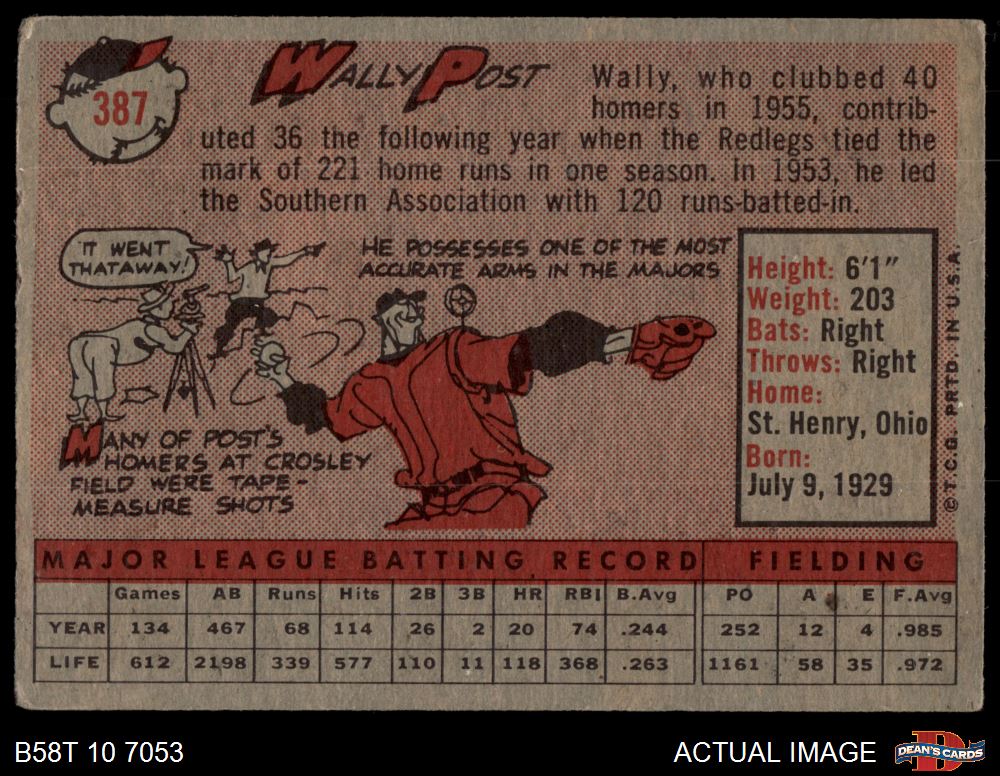 387
WALLY POST
Wally, who clubbed 40
homers in 1955, contrib-
uted 36 the following year when the Redlegs tied the
mark of 221 home runs in one season. In 1953, he led
the Southern Association with 120 runs-batted-in.
"IT WENT
THATAWAY!"
HE POSSESSES ONE OF THE MOST
ACCURATE ARMS IN THE MAJORS
MANY OF POST'S
HOMERS AT CROSLEY
FIELD WERE TAPE-
MEASURE SHOTS
Height: 6'1"
Weight: 203
Bats: Right
Throws: Right
Home:
St. Henry, Ohio
Born:
July 9, 1929
© T.C.G. PRTD. IN U.S.A.
MAJOR LEAGUE BATTING RECORD FIELDING
Games AB Runs Hits 2B 3B HR RBI B.Avg PO A E F.Avg
YEAR 134 467 68 114 26 2 20 74 .244 252 12 4 .985
LIFE 612 2198 339 577 110 11 118 368 .263 1161 58 35 .972
B58T 10 7053 ACTUAL IMAGE DEAN'S CARDS